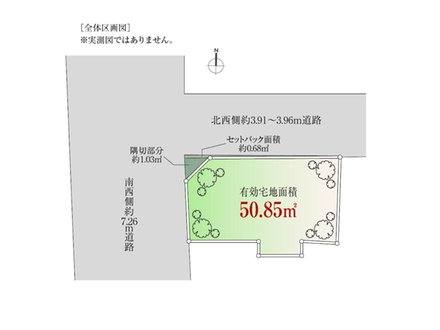 ［全体区画図］
※実測図ではありません。
N
北西側約3.91～3.96m道路
セットバック面積
約0.68㎡
隅切部分
約1.03㎡
有効宅地面積
50.85㎡
南西側約7.26m道路